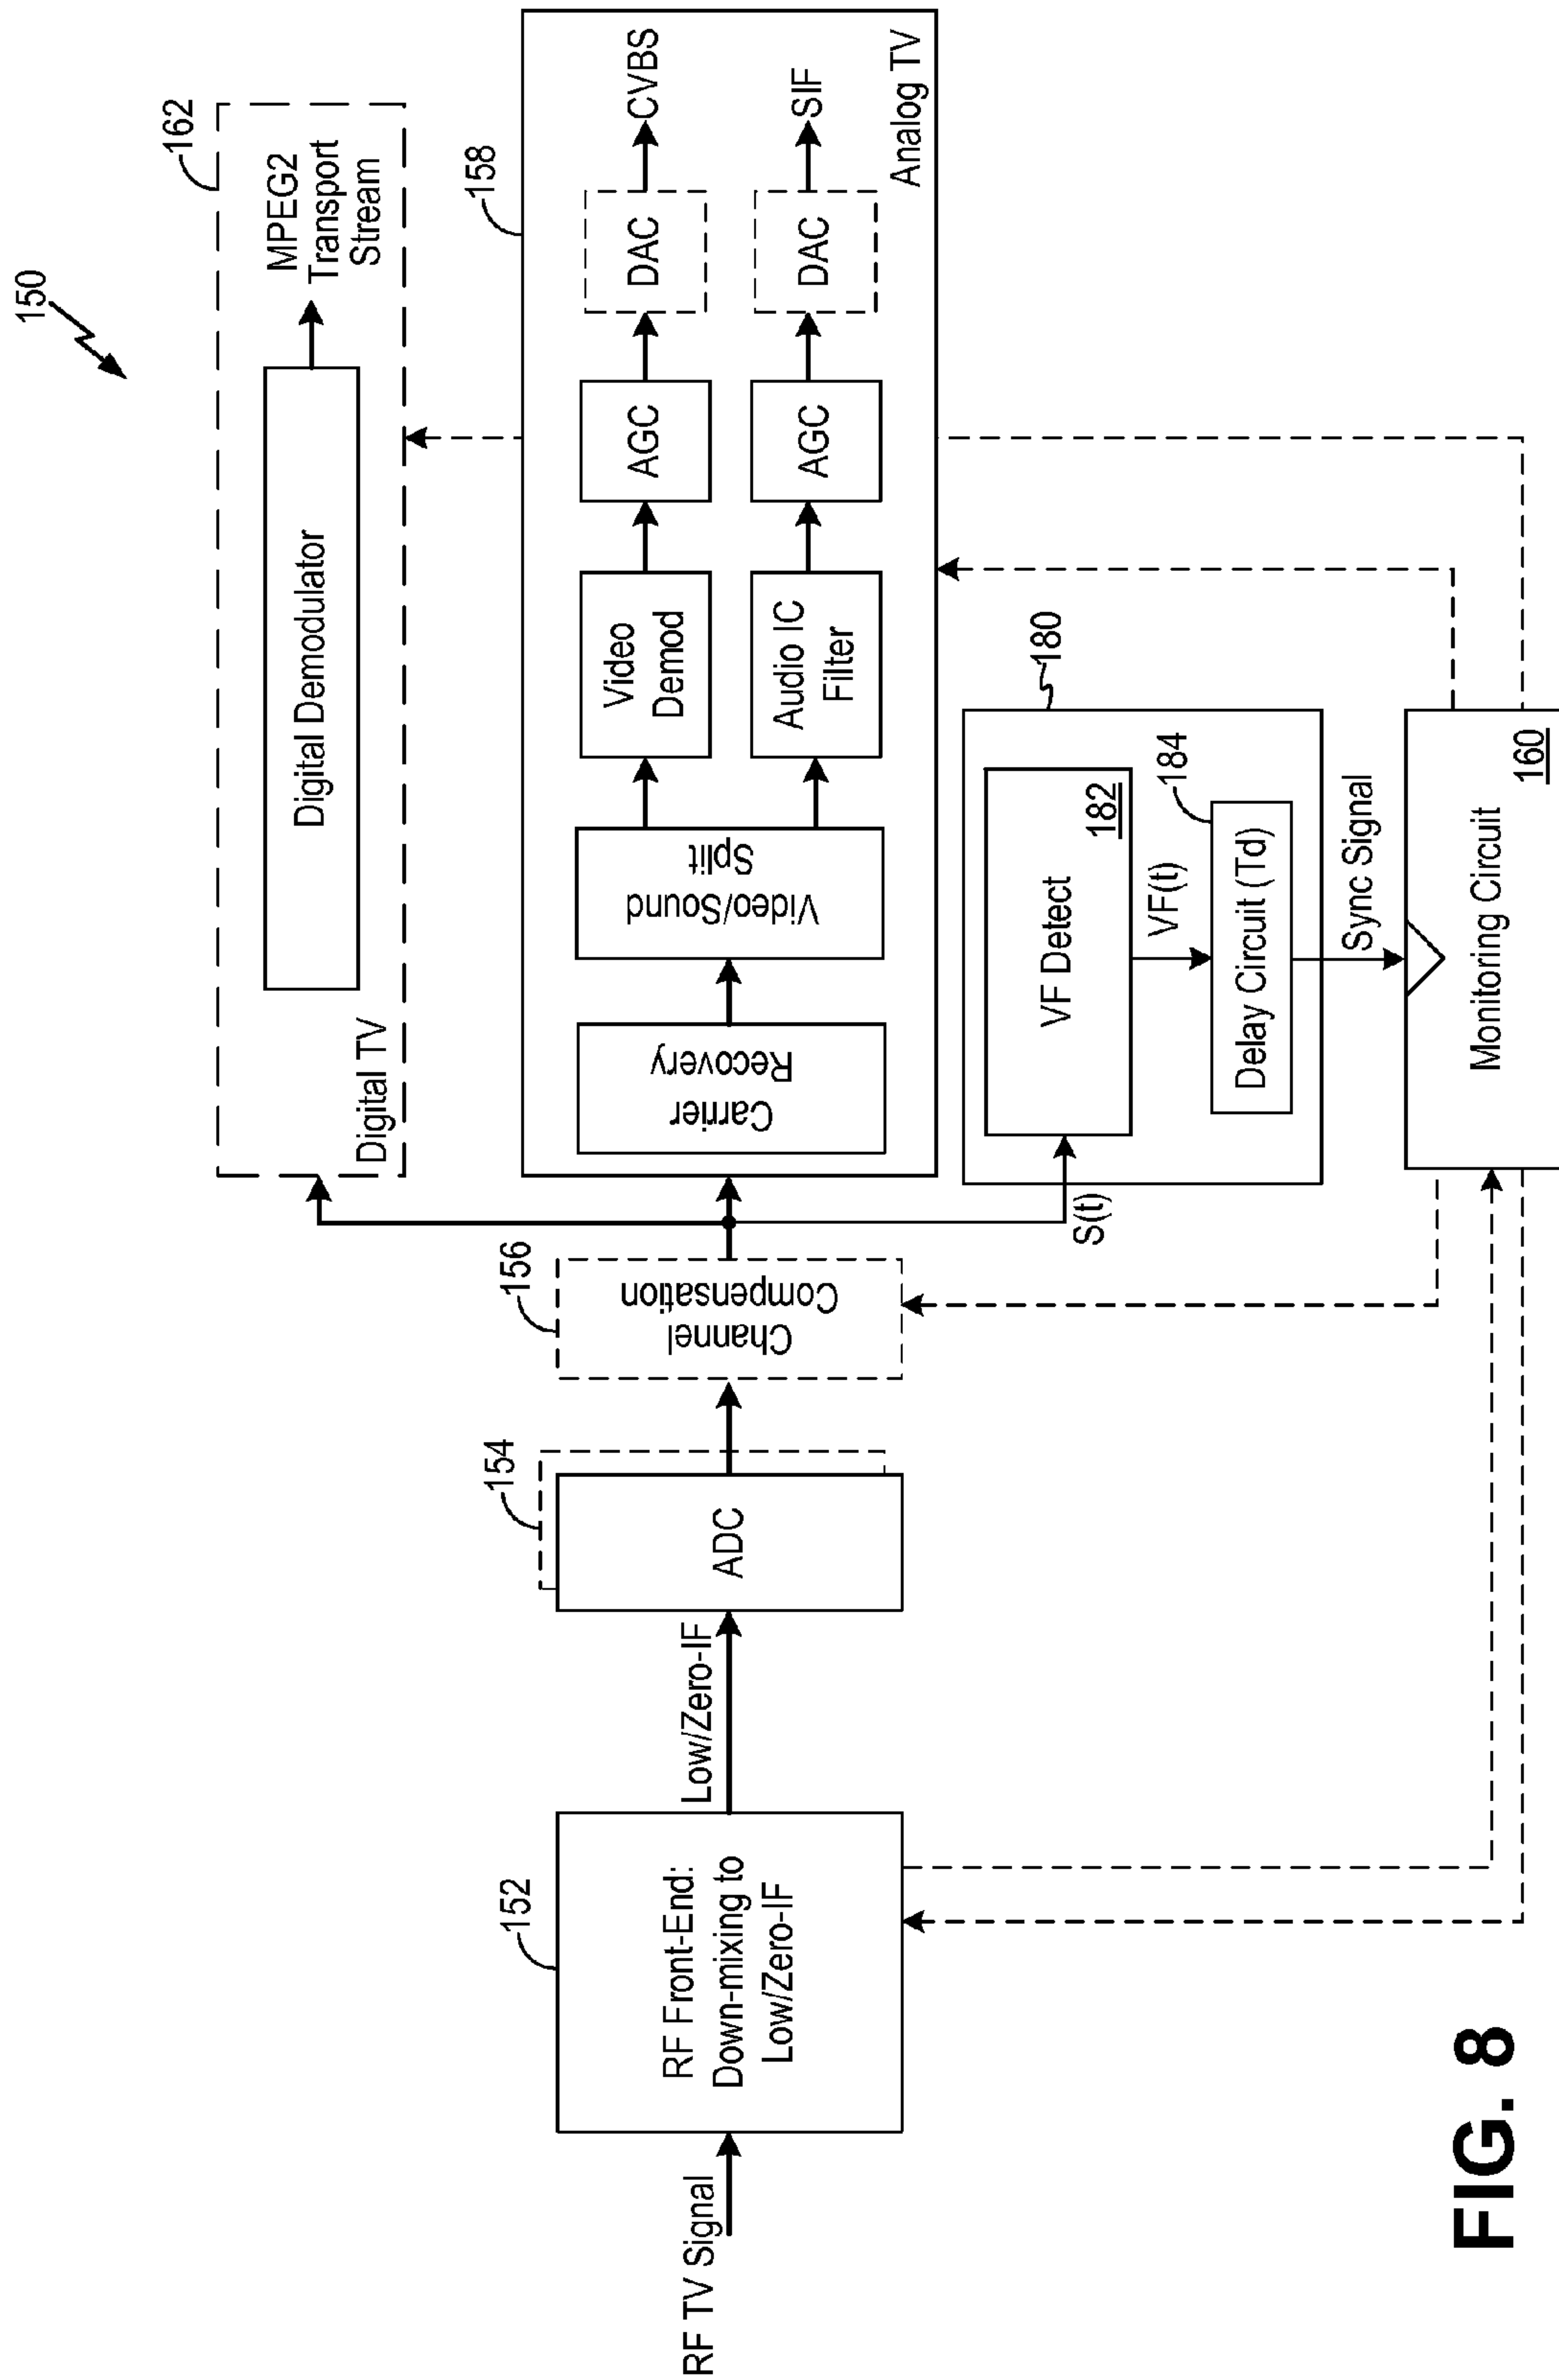 150
162
MPEG2
Transport
Stream
Digital Demodulator
Digital TV
158
CVBS
DAC
AGC
Video
Demod
SIF
DAC
AGC
Audio IC
Filter
Analog TV
Video/Sound
Split
Carrier
Recovery
156
Channel
Compensation
154
ADC
Low/Zero-IF
152
RF Front-End:
Down-mixing to
Low/Zero-IF
RF TV Signal
S(t)
180
VF Detect
182
VF(t)
184
Delay Circuit (Td)
Sync Signal
Monitoring Circuit
160
FIG. 8